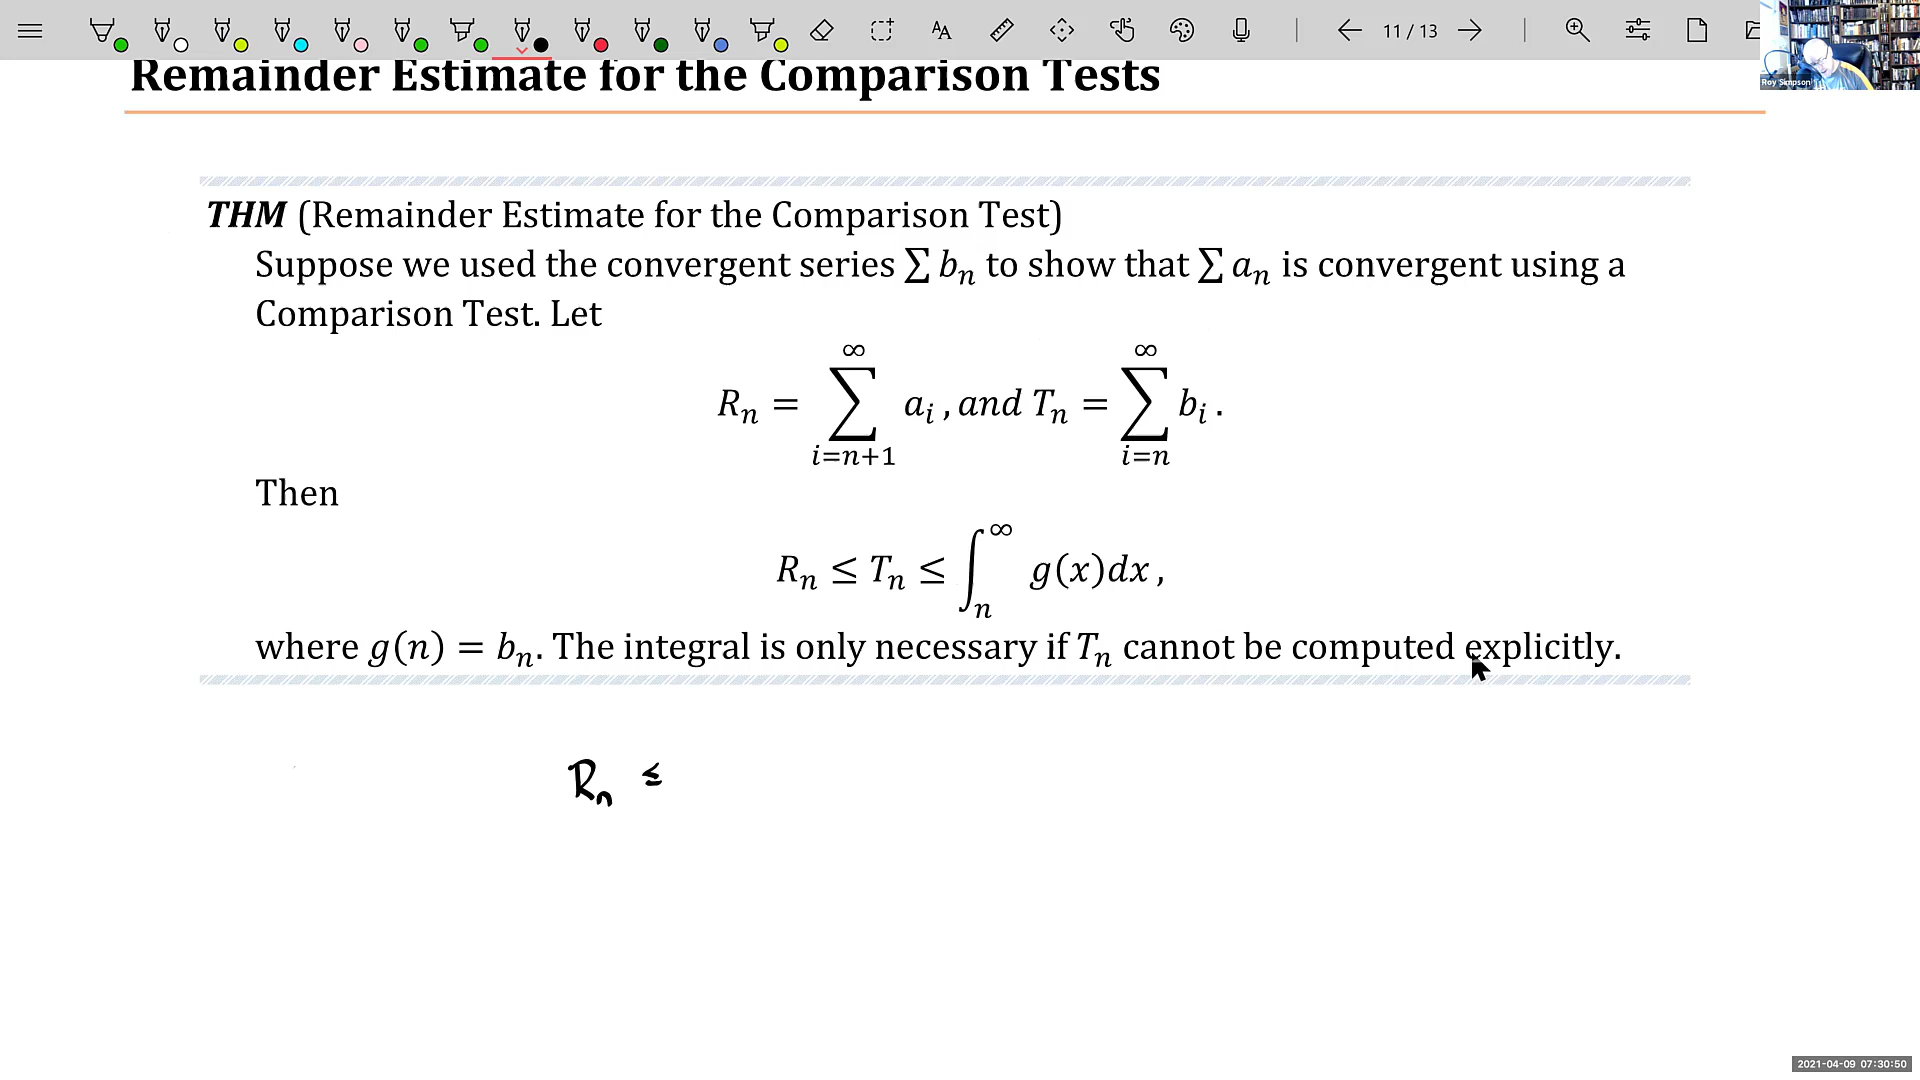 11 / 13
Roy Simpson
Remainder Estimate for the Comparison Tests
THM (Remainder Estimate for the Comparison Test)
Suppose we used the convergent series ∑ bₙ to show that ∑ aₙ is convergent using a
Comparison Test. Let
Rₙ = ∑_{i=n+1}^{∞} aᵢ , and Tₙ = ∑_{i=n}^{∞} bᵢ .
Then
Rₙ ≤ Tₙ ≤ ∫_{n}^{∞} g(x)dx ,
where g(n) = bₙ. The integral is only necessary if Tₙ cannot be computed explicitly.
Rₙ ≤
2021-04-09 07:30:50